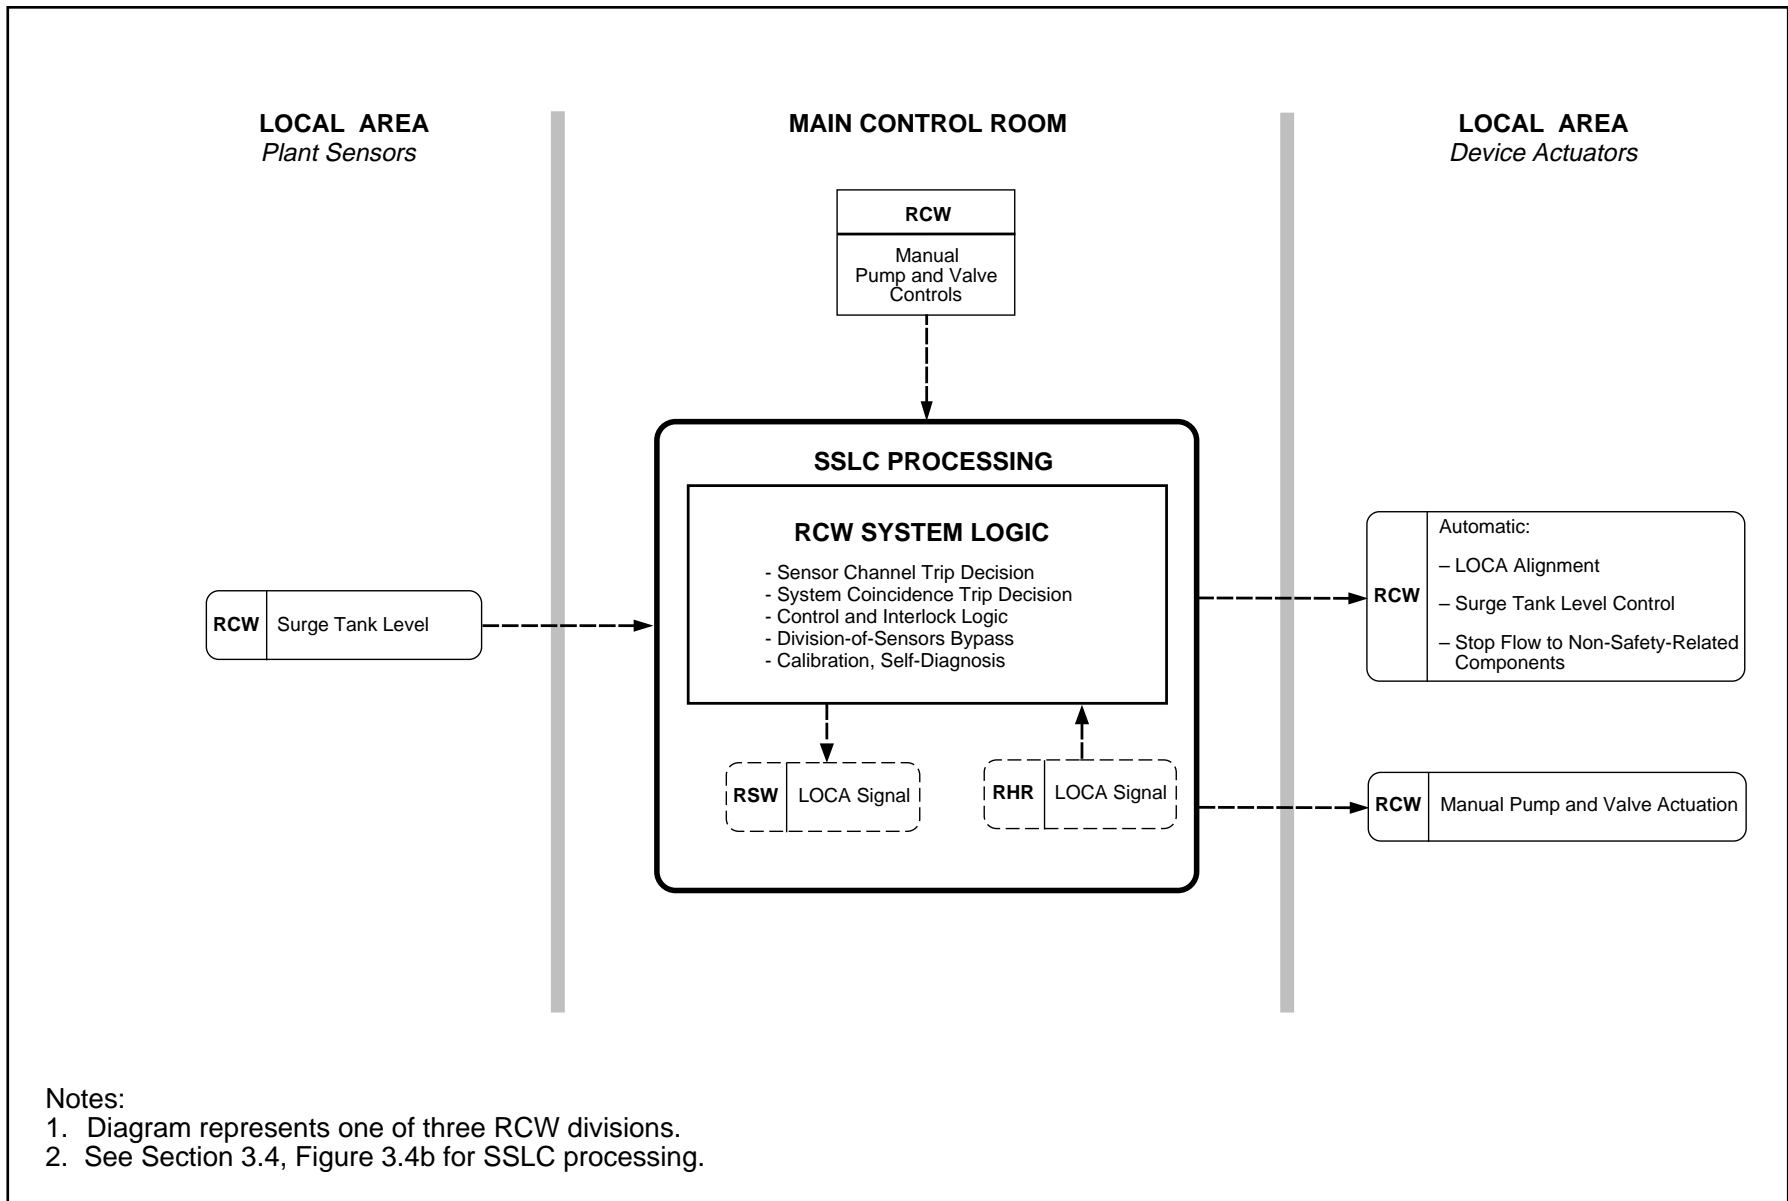 LOCAL AREA
Plant Sensors
MAIN CONTROL ROOM
LOCAL AREA
Device Actuators
RCW
Manual
Pump and Valve
Controls
SSLC PROCESSING
RCW SYSTEM LOGIC
- Sensor Channel Trip Decision
- System Coincidence Trip Decision
- Control and Interlock Logic
- Division-of-Sensors Bypass
- Calibration, Self-Diagnosis
RCW Surge Tank Level
RSW LOCA Signal
RHR LOCA Signal
RCW
Automatic:
– LOCA Alignment
– Surge Tank Level Control
– Stop Flow to Non-Safety-Related
Components
RCW Manual Pump and Valve Actuation
Notes:
1. Diagram represents one of three RCW divisions.
2. See Section 3.4, Figure 3.4b for SSLC processing.